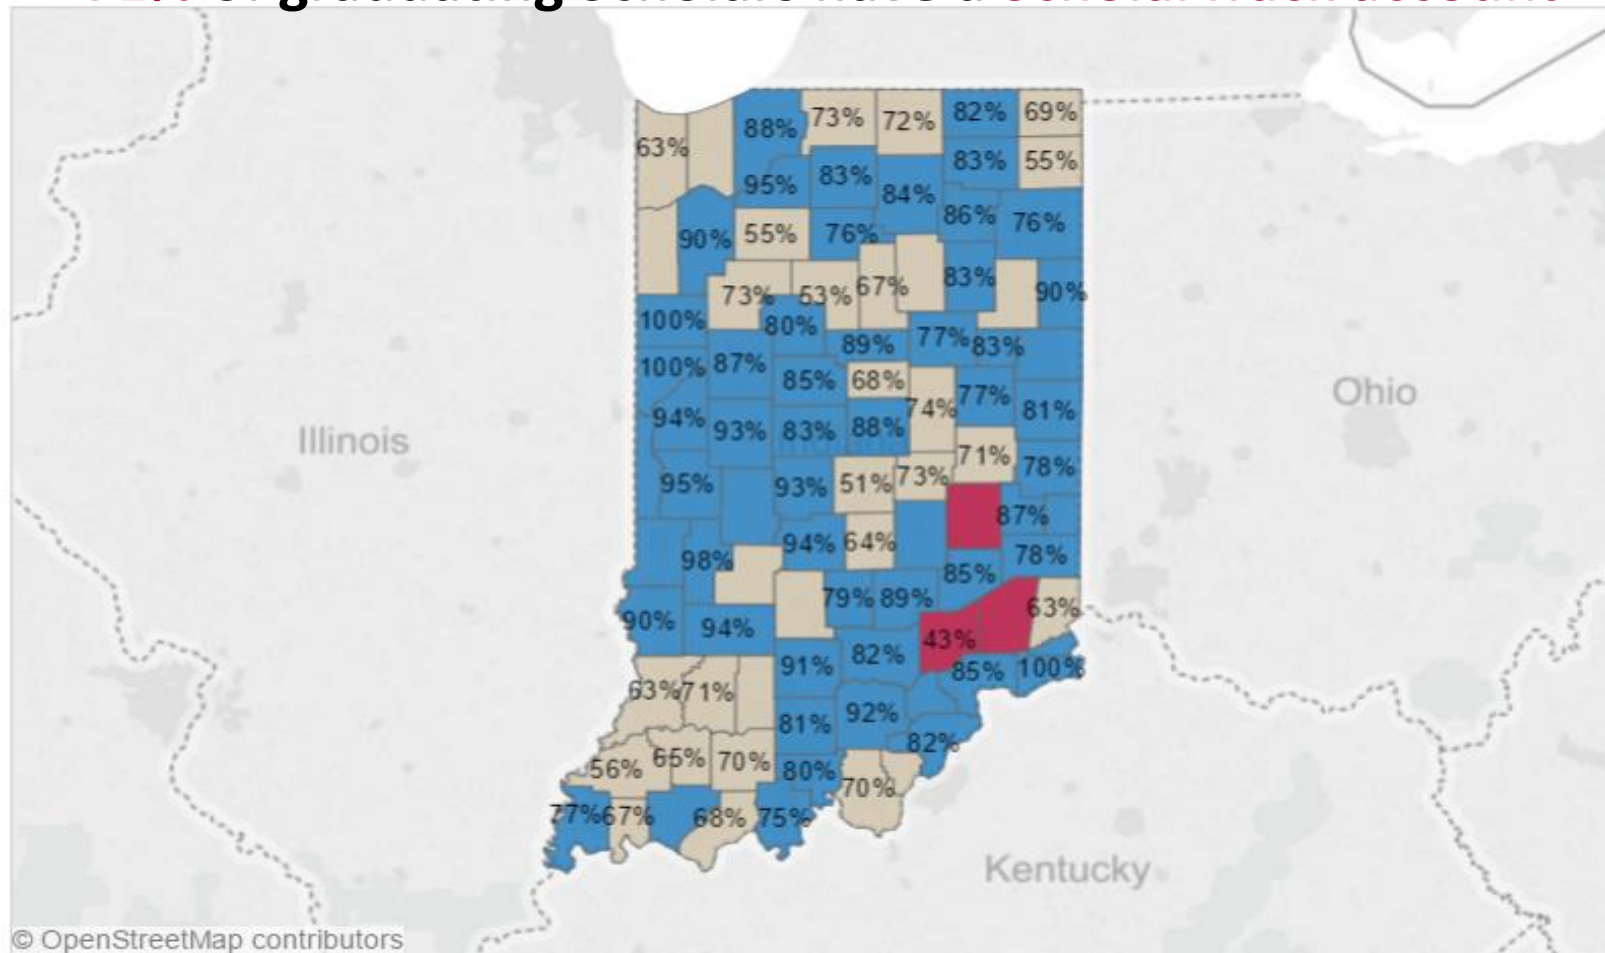 of graduating scholars have a
73% 72% 82% 69%
63% 88%
83% 55%
95% 83% 84%
86% 76%
90% 55% 76%
83% 90%
73% 53% 67%
100% 80%
89% 77% 83%
100% 87% 85% 68%
74% 77% 81%
94% 93% 83% 88%
71% 78%
95% 93% 51% 73%
87%
98% 94% 64% 78%
85%
90% 94% 79% 89% 63%
43%
91% 82% 85% 100%
63% 71%
81% 92%
82%
56% 65% 70% 80%
70%
77% 67% 68% 75%
Illinois
Ohio
Kentucky
© OpenStreetMap contributors